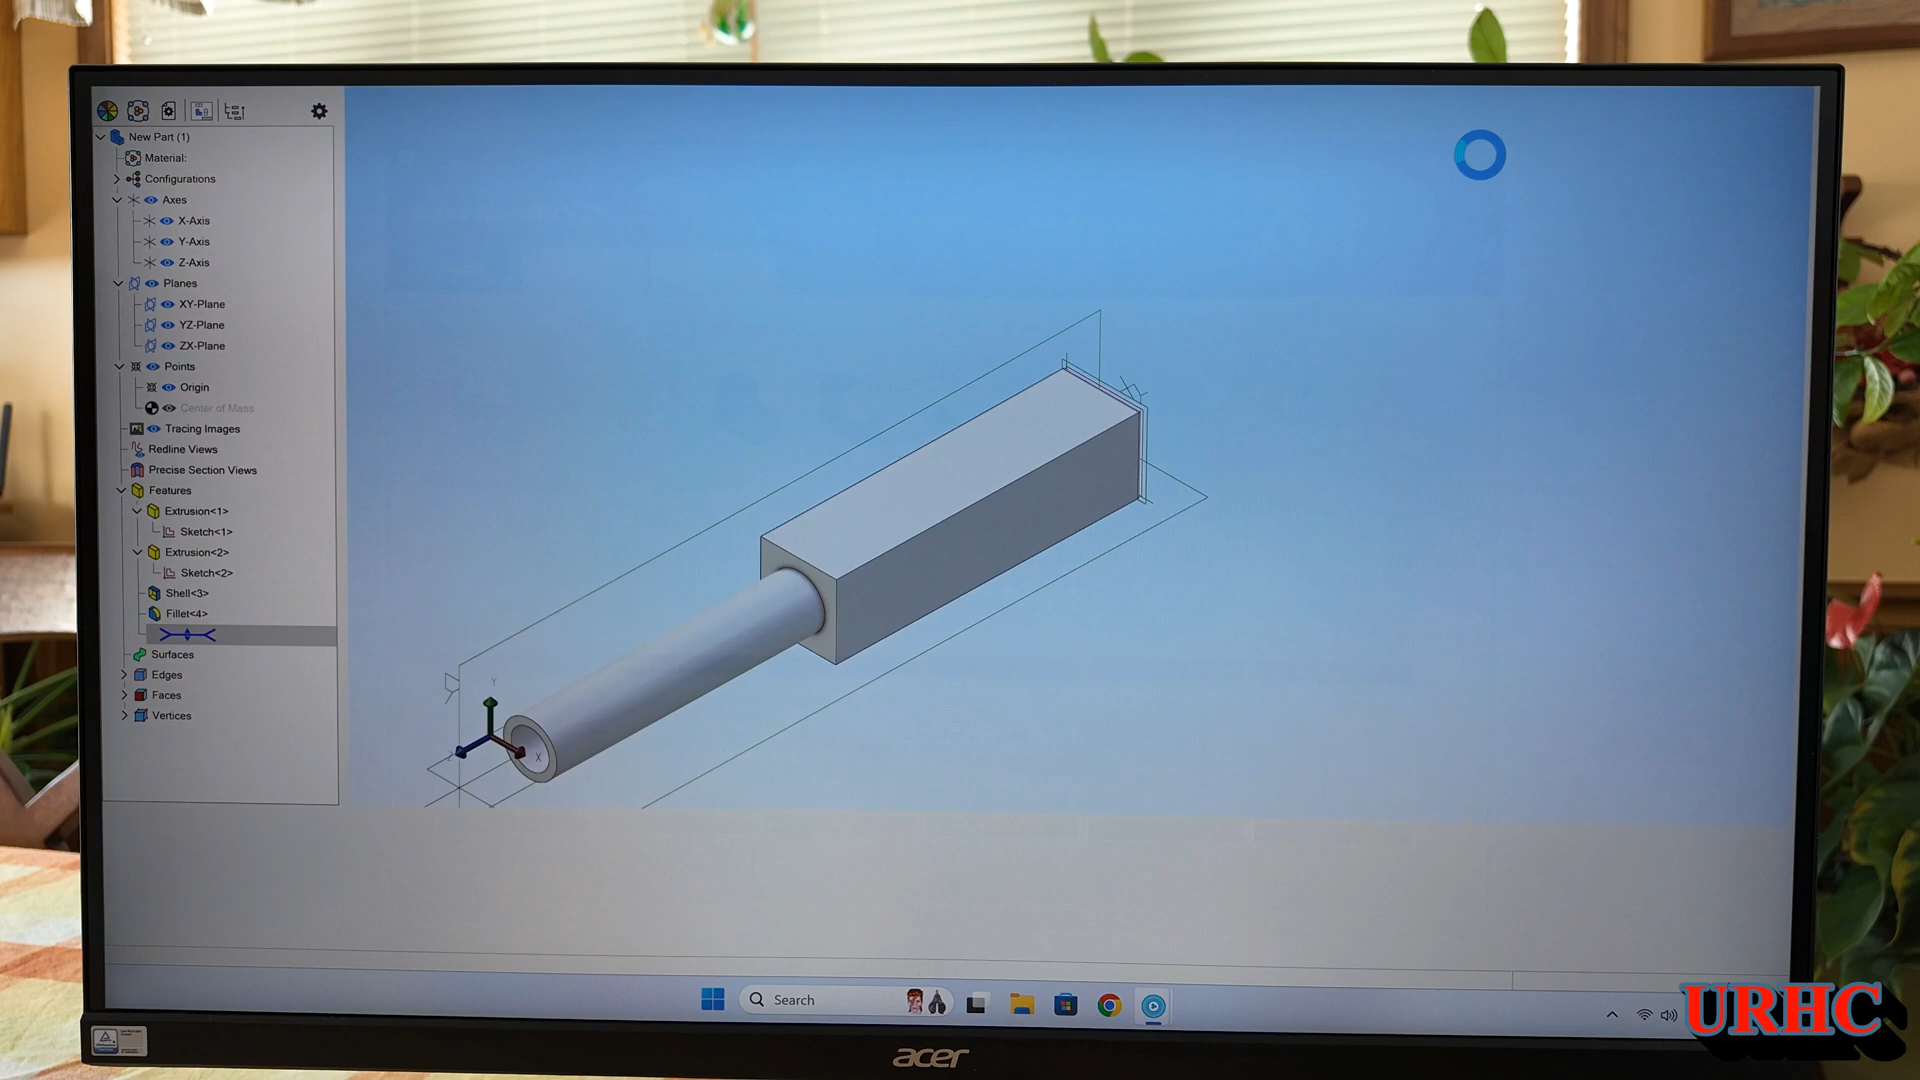 New Part (1)
Material:
Configurations
Axes
X-Axis
Y-Axis
Z-Axis
Planes
XY-Plane
YZ-Plane
ZX-Plane
Points
Origin
Center of Mass
Tracing Images
Redline Views
Precise Section Views
Features
Extrusion<1>
Sketch<1>
Extrusion<2>
Sketch<2>
Shell<3>
Fillet<4>
Surfaces
Edges
Faces
Vertices
Y
X
Search
URHC
acer